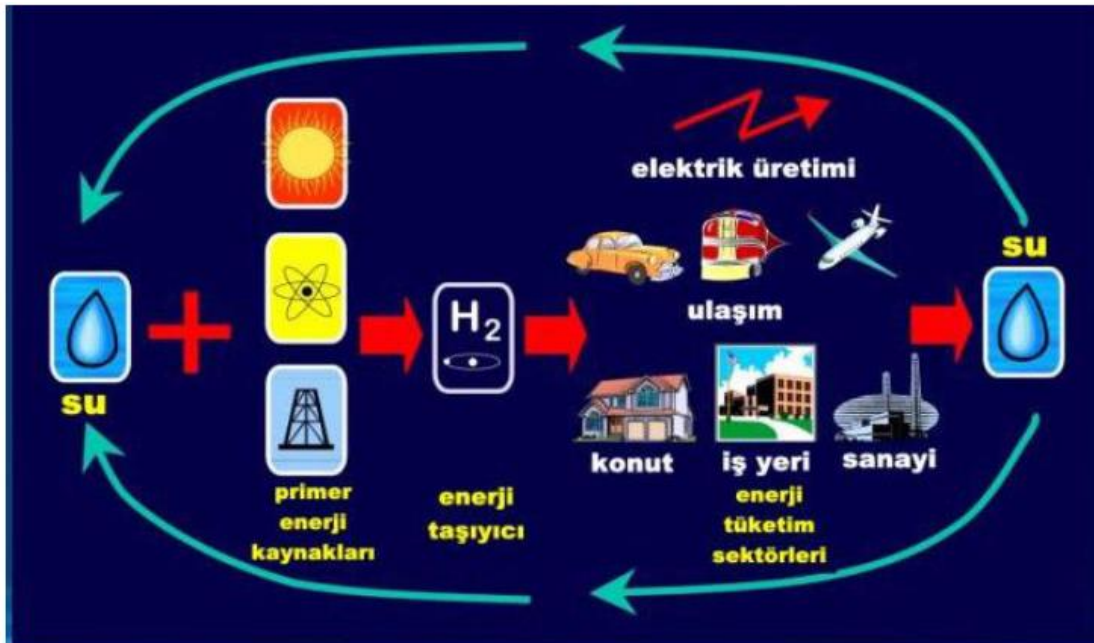 elektrik üretimi
su
ulaşım
H₂
su
konut
iş yeri
sanayi
primer
enerji
kaynakları
enerji
taşıyıcı
enerji
tüketim
sektörleri